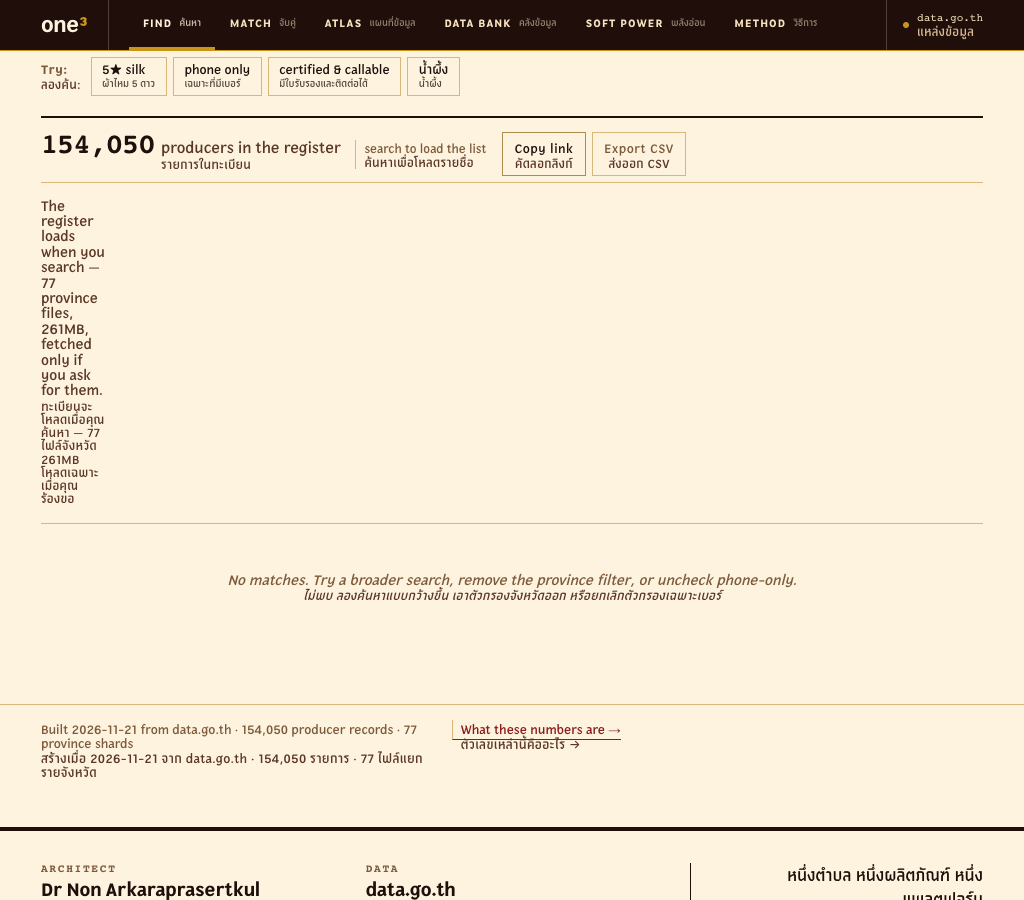 one³
FIND ค้นหา MATCH จับคู่ ATLAS แผนที่ข้อมูล DATA BANK คลังข้อมูล SOFT POWER พลังอ่อน METHOD วิธีการ
data.go.th
แหล่งข้อมูล
Try:
ลองค้น:
5★ silk
ผ้าไหม 5 ดาว
phone only
เฉพาะที่มีเบอร์
certified & callable
มีใบรับรองและติดต่อได้
น้ำผึ้ง
น้ำผึ้ง
154,050 producers in the register
รายการในทะเบียน
search to load the list
ค้นหาเพื่อโหลดรายชื่อ
Copy link
คัดลอกลิงก์
Export CSV
ส่งออก CSV
The
register
loads
when you
search —
77
province
files,
261MB,
fetched
only if
you ask
for them.
ทะเบียนจะ
โหลดเมื่อคุณ
ค้นหา — 77
ไฟล์จังหวัด
261MB
โหลดเฉพาะ
เมื่อคุณ
ร้องขอ
No matches. Try a broader search, remove the province filter, or uncheck phone-only.
ไม่พบ ลองค้นหาแบบกว้างขึ้น เอาตัวกรองจังหวัดออก หรือยกเลิกตัวกรองเฉพาะเบอร์
Built 2026-11-21 from data.go.th · 154,050 producer records · 77
province shards
สร้างเมื่อ 2026-11-21 จาก data.go.th · 154,050 รายการ · 77 ไฟล์แยก
รายจังหวัด
What these numbers are →
ตัวเลขเหล่านี้คืออะไร →
ARCHITECT
Dr Non Arkaraprasertkul
DATA
data.go.th
หนึ่งตำบล หนึ่งผลิตภัณฑ์ หนึ่ง
แพลตฟอร์ม